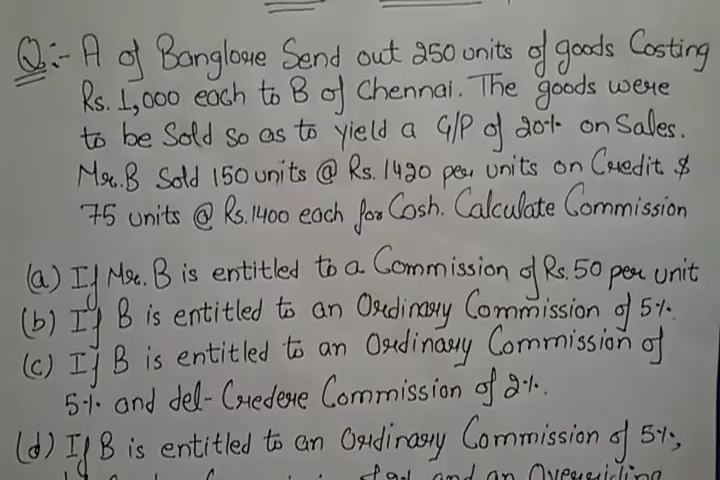 Q:- A of Banglore Send out 250 units of goods Costing
Rs. 1,000 each to B of Chennai. The goods were
to be Sold so as to yield a G/P of 20% on Sales.
Mr. B Sold 150 units @ Rs. 1420 per units on Credit &
75 units @ Rs. 1400 each for Cash. Calculate Commission
(a) If Mr. B is entitled to a Commission of Rs. 50 per unit
(b) If B is entitled to an Ordinary Commission of 5%.
(c) If B is entitled to an Ordinary Commission of
5% and del-Credere Commission of 2%.
(d) If B is entitled to an Ordinary Commission of 5%,
and an Overriding